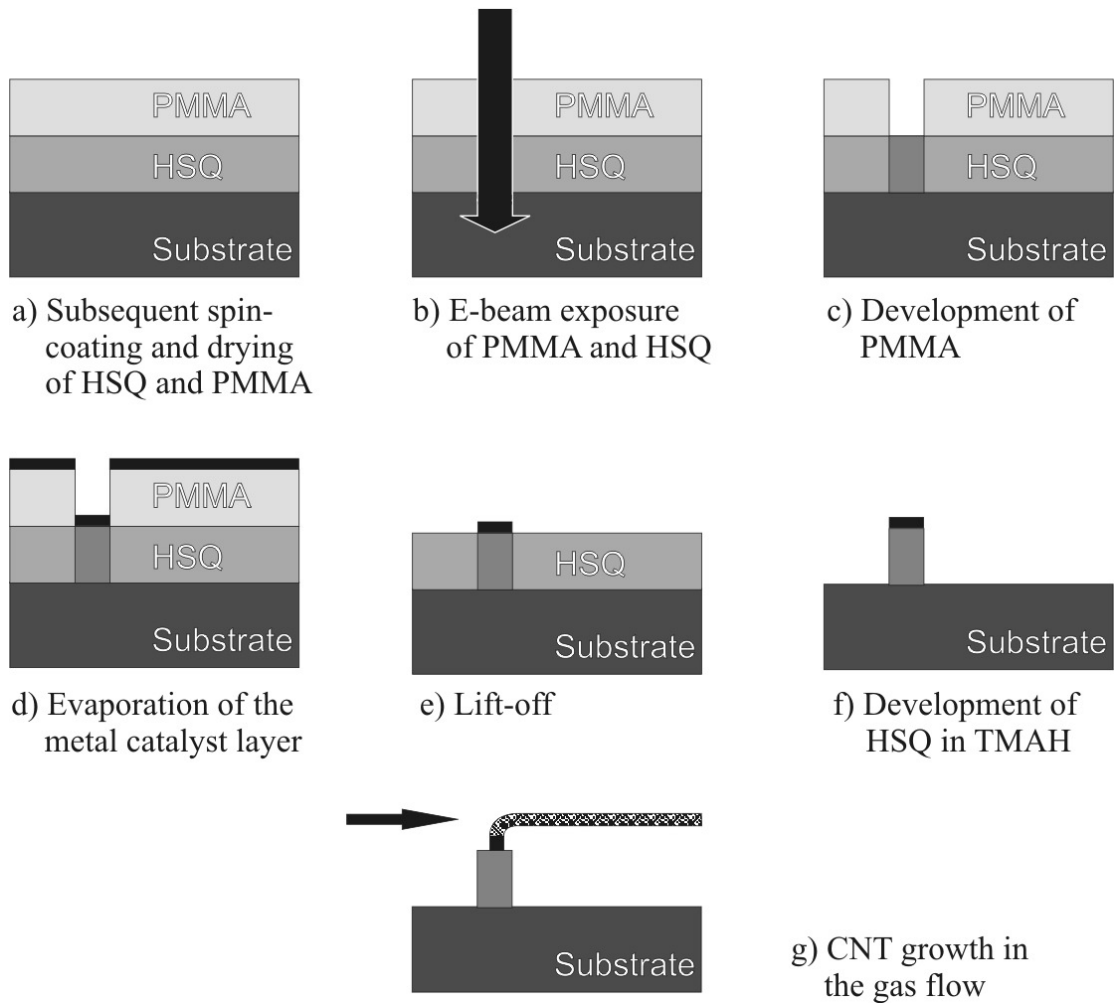 PMMA
HSQ
Substrate
a) Subsequent spin-
coating and drying
of HSQ and PMMA
PMMA
HSQ
Substrate
b) E-beam exposure
of PMMA and HSQ
PMMA
HSQ
Substrate
c) Development of
PMMA
PMMA
HSQ
Substrate
d) Evaporation of the
metal catalyst layer
HSQ
Substrate
e) Lift-off
Substrate
f) Development of
HSQ in TMAH
Substrate
g) CNT growth in
the gas flow